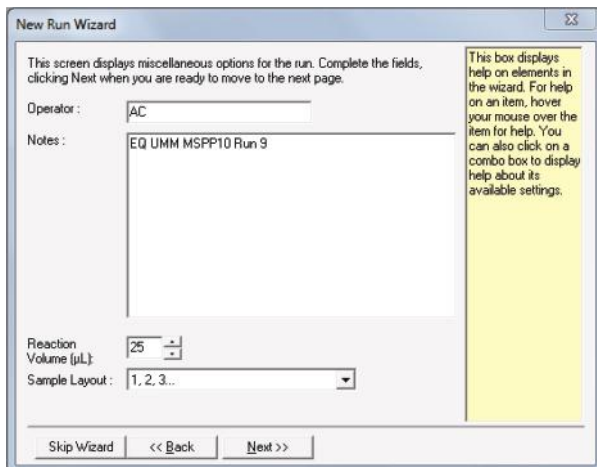 New Run Wizard
This screen displays miscellaneous options for the run. Complete the fields,
clicking Next when you are ready to move to the next page.
Operator :
AC
Notes :
EQ UMM MSPP10 Run 9
Reaction
Volume (µL):
25
Sample Layout :
1, 2, 3...
This box displays
help on elements in
the wizard. For help
on an item, hover
your mouse over the
item for help. You
can also click on a
combo box to display
help about its
available settings.
Skip Wizard
<< Back
Next >>